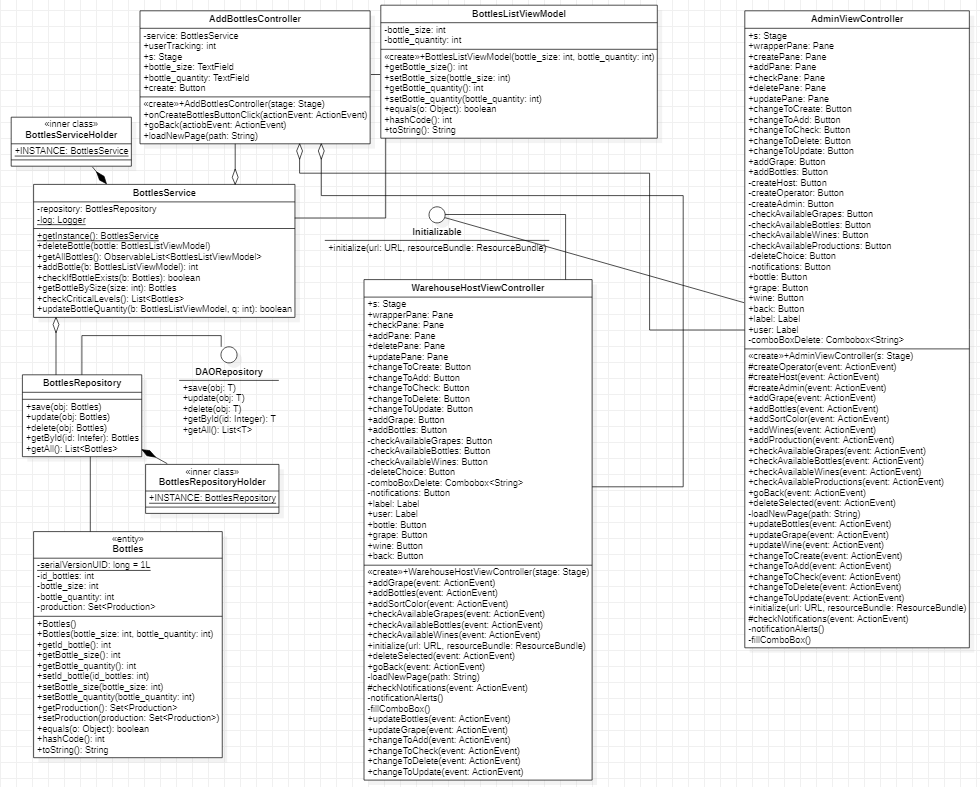 AddBottlesController
-service: BottlesService
+userTracking: int
+s: Stage
+bottle_size: TextField
+bottle_quantity: TextField
+create: Button
«create»+AddBottlesController(stage: Stage)
+onCreateBottlesButtonClick(actionEvent: ActionEvent)
+goBack(actiobEvent: ActionEvent)
+loadNewPage(path: String)
BottlesListViewModel
-bottle_size: int
-bottle_quantity: int
«create»+BottlesListViewModel(bottle_size: int, bottle_quantity: int)
+getBottle_size(): int
+setBottle_size(bottle_size: int)
+getBottle_quantity(): int
+setBottle_quantity(bottle_quantity: int)
+equals(o: Object): boolean
+hashCode(): int
+toString(): String
AdminViewController
+s: Stage
+wrapperPane: Pane
+createPane: Pane
+addPane: Pane
+checkPane: Pane
+deletePane: Pane
+updatePane: Pane
+changeToCreate: Button
+changeToAdd: Button
+changeToCheck: Button
+changeToDelete: Button
+changeToUpdate: Button
+addGrape: Button
+addBottles: Button
-createHost: Button
-createOperator: Button
-createAdmin: Button
-checkAvailableGrapes: Button
-checkAvailableBottles: Button
-checkAvailableWines: Button
-checkAvailableProductions: Button
-deleteChoice: Button
-notifications: Button
+bottle: Button
+grape: Button
+wine: Button
+back: Button
+label: Label
+user: Label
-comboBoxDelete: Combobox<String>
«create»+AdminViewController(s: Stage)
#createOperator(event: ActionEvent)
#createHost(event: ActionEvent)
#createAdmin(event: ActionEvent)
+addGrape(event: ActionEvent)
+addBottles(event: ActionEvent)
+addSortColor(event: ActionEvent)
+addWines(event: ActionEvent)
+addProduction(event: ActionEvent)
+checkAvailableGrapes(event: ActionEvent)
+checkAvailableBottles(event: ActionEvent)
+checkAvailableWines(event: ActionEvent)
+checkAvailableProductions(event: ActionEvent)
+goBack(event: ActionEvent)
+deleteSelected(event: ActionEvent)
-loadNewPage(path: String)
+updateBottles(event: ActionEvent)
+updateGrape(event: ActionEvent)
+updateWine(event: ActionEvent)
+changeToCreate(event: ActionEvent)
+changeToAdd(event: ActionEvent)
+changeToCheck(event: ActionEvent)
+changeToDelete(event: ActionEvent)
+changeToUpdate(event: ActionEvent)
+initialize(url: URL, resourceBundle: ResourceBundle)
#checkNotifications(event: ActionEvent)
-notificationAlerts()
-fillComboBox()
«inner class»
BottlesServiceHolder
+INSTANCE: BottlesService
BottlesService
-repository: BottlesRepository
-log: Logger
+getInstance(): BottlesService
+deleteBottle(bottle: BottlesListViewModel)
+getAllBottles(): ObservableList<BottlesListViewModel>
+addBottle(b: BottlesListViewModel): int
+checkIfBottleExists(b: Bottles): boolean
+getBottleBySize(size: int): Bottles
+checkCriticalLevels(): List<Bottles>
+updateBottleQuantity(b: BottlesListViewModel, q: int): boolean
Initializable
+initialize(url: URL, resourceBundle: ResourceBundle)
WarehouseHostViewController
+s: Stage
+wrapperPane: Pane
+checkPane: Pane
+addPane: Pane
+deletePane: Pane
+updatePane: Pane
+changeToCreate: Button
+changeToAdd: Button
+changeToCheck: Button
+changeToDelete: Button
+changeToUpdate: Button
+addGrape: Button
+addBottles: Button
-checkAvailableGrapes: Button
-checkAvailableBottles: Button
-checkAvailableWines: Button
-deleteChoice: Button
-comboBoxDelete: Combobox<String>
-notifications: Button
+label: Label
+user: Label
+bottle: Button
+grape: Button
+wine: Button
+back: Button
«create»+WarehouseHostViewController(stage: Stage)
+addGrape(event: ActionEvent)
+addBottles(event: ActionEvent)
+addSortColor(event: ActionEvent)
+checkAvailableGrapes(event: ActionEvent)
+checkAvailableBottles(event: ActionEvent)
+checkAvailableWines(event: ActionEvent)
+initialize(url: URL, resourceBundle: ResourceBundle)
+deleteSelected(event: ActionEvent)
+goBack(event: ActionEvent)
-loadNewPage(path: String)
#checkNotifications(event: ActionEvent)
-notificationAlerts()
-fillComboBox()
+updateBottles(event: ActionEvent)
+updateGrape(event: ActionEvent)
+changeToAdd(event: ActionEvent)
+changeToCheck(event: ActionEvent)
+changeToDelete(event: ActionEvent)
+changeToUpdate(event: ActionEvent)
DAORepository
+save(obj: T)
+update(obj: T)
+delete(obj: T)
+getById(id: Integer): T
+getAll(): List<T>
BottlesRepository
+save(obj: Bottles)
+update(obj: Bottles)
+delete(obj: Bottles)
+getById(id: Intefer): Bottles
+getAll(): List<Bottles>
«inner class»
BottlesRepositoryHolder
+INSTANCE: BottlesRepository
«entity»
Bottles
-serialVersionUID: long = 1L
-id_bottles: int
-bottle_size: int
-bottle_quantity: int
-production: Set<Production>
+Bottles()
+Bottles(bottle_size: int, bottle_quantity: int)
+getId_bottle(): int
+getBottle_size(): int
+getBottle_quantity(): int
+setId_bottle(id_bottles: int)
+setBottle_size(bottle_size: int)
+setBottle_quantity(bottle_quantity: int)
+getProduction(): Set<Production>
+setProduction(production: Set<Production>)
+equals(o: Object): boolean
+hashCode(): int
+toString(): String